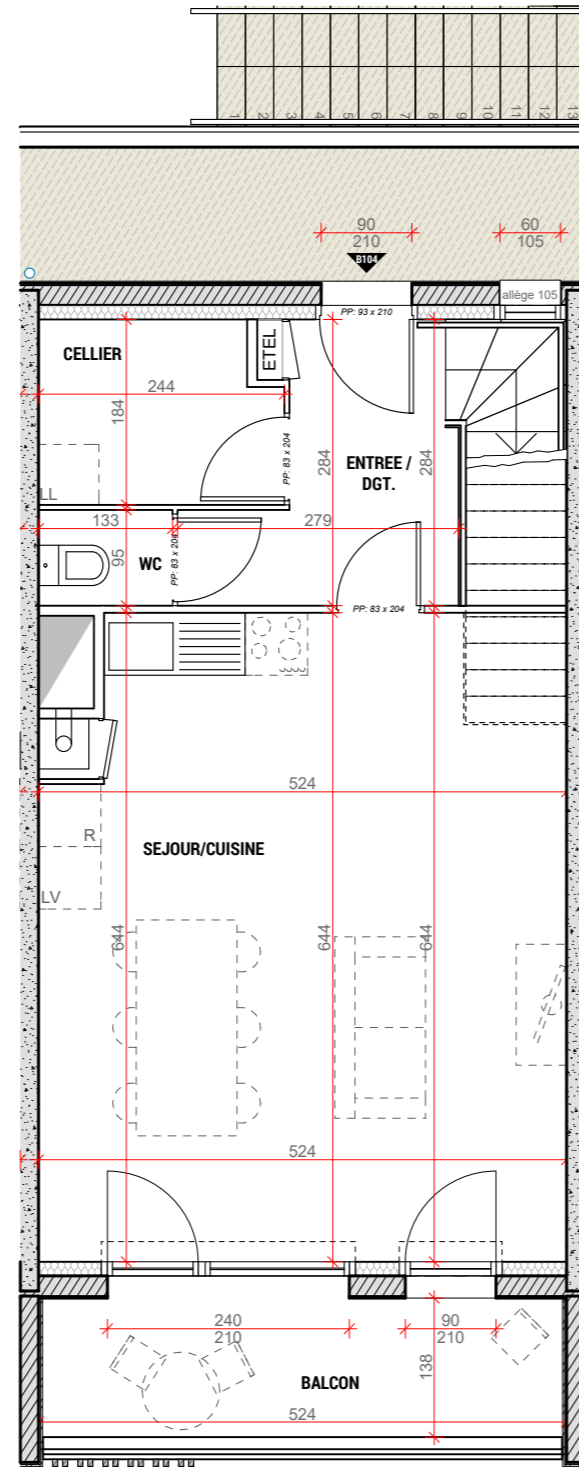 1 2 3 4 5 6 7 8 9 10 11 12 13
90
210
60
105
B104
allège 105
PP: 93 x 210
CELLIER
ETEL
244
184
PP: 83 x 204
284
ENTREE /
DGT.
284
LL
133
279
WC
95
PP: 83 x 204
PP: 83 x 204
524
SEJOUR/CUISINE
R
LV
644
644
644
524
240
210
90
210
138
BALCON
524